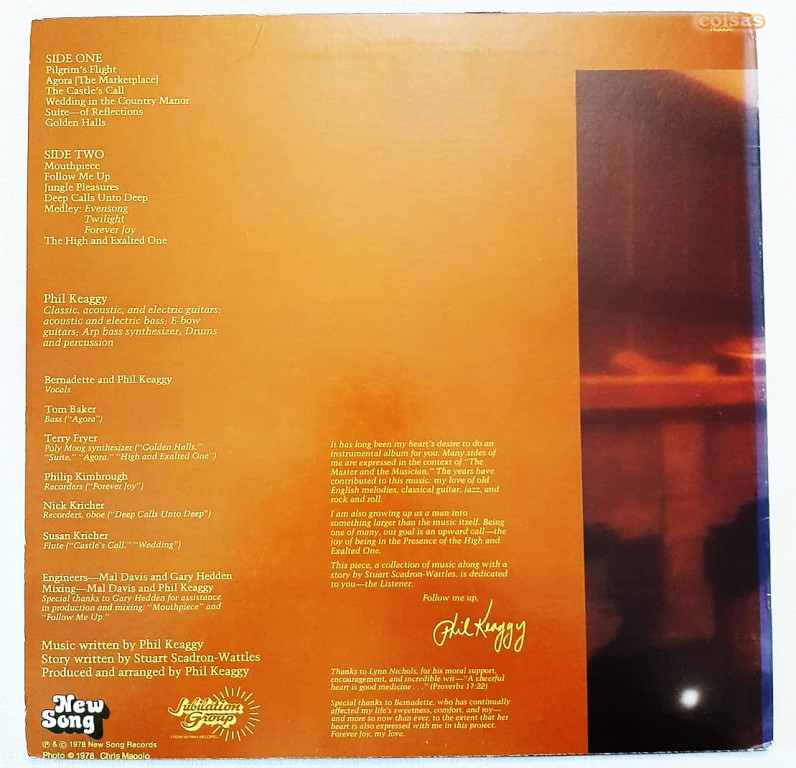 coisas
SIDE ONE
Pilgrim's Flight
Agora (The Marketplace)
The Castle's Call
Wedding in the Country Manor
Suite—of Reflections
Golden Halls
SIDE TWO
Mouthpiece
Follow Me Up
Jungle Pleasures
Deep Calls Unto Deep
Medley: Evensong
Twilight
Forever Joy
The High and Exalted One
Phil Keaggy
Classic, acoustic, and electric guitars;
acoustic and electric bass; E-bow
guitars; Arp bass synthesizer; Drums
and percussion
Bernadette and Phil Keaggy
Vocals
Tom Baker
Bass ("Agora")
Terry Fryer
Poly Moog synthesizer ("Golden Halls,"
"Suite," "Agora," "High and Exalted One")
Philip Kimbrough
Recorders ("Forever Joy")
Nick Kricher
Recorders, oboe ("Deep Calls Unto Deep")
Susan Kricher
Flute ("Castle's Call," "Wedding")
Engineers—Mal Davis and Gary Hedden
Mixing—Mal Davis and Phil Keaggy
Special thanks to Gary Hedden for assistance
in production and mixing: "Mouthpiece" and
"Follow Me Up."
Music written by Phil Keaggy
Story written by Stuart Scadron-Wattles
Produced and arranged by Phil Keaggy
New
Song
Jubilation
Group
℗ & © 1978 New Song Records
Photo © 1978 Chris Maggio
It has long been my heart's desire to do an
instrumental album for you. Many sides of
me are expressed in the context of "The
Master and the Musician." The years have
contributed to this music: my love of old
English melodies, classical guitar, jazz, and
rock and roll.
I am also growing up as a man into
something larger than the music itself. Being
one of many, our goal is an upward call—the
joy of being in the Presence of the High and
Exalted One.
This piece, a collection of music along with a
story by Stuart Scadron-Wattles, is dedicated
to you—the Listener.
Follow me up,
Phil Keaggy
Thanks to Lynn Nichols, for his moral support,
encouragement, and incredible wit—"A cheerful
heart is good medicine . . ." (Proverbs 17:22)
Special thanks to Bernadette, who has continually
affected my life's sweetness, comfort, and joy—
and more so now than ever, to the extent that her
heart is also expressed with me in this project.
Forever Joy, my love.